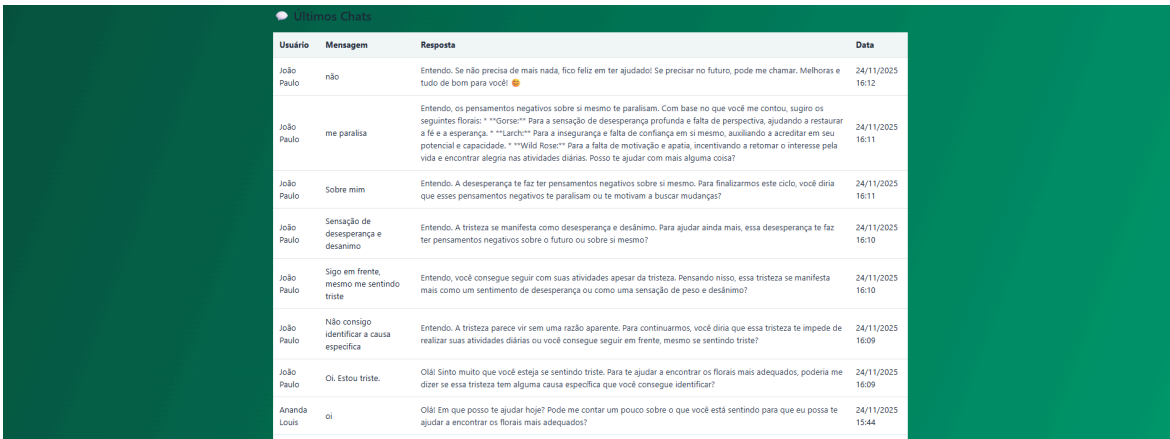 💬 Últimos Chats
Usuário Mensagem Resposta Data
João Paulo
não
Entendo. Se não precisa de mais nada, fico feliz em ter ajudado! Se precisar no futuro, pode me chamar. Melhoras e
tudo de bom para você! 😊
24/11/2025
16:12
João
Paulo
me paralisa
Entendo, os pensamentos negativos sobre si mesmo te paralisam. Com base no que você me contou, sugiro os
seguintes florais: * **Gorse:** Para a sensação de desesperança profunda e falta de perspectiva, ajudando a restaurar
a fé e a esperança. * **Larch:** Para a insegurança e falta de confiança em si mesmo, auxiliando a acreditar em seu
potencial e capacidade. * **Wild Rose:** Para a falta de motivação e apatia, incentivando a retomar o interesse pela
vida e encontrar alegria nas atividades diárias. Posso te ajudar com mais alguma coisa?
24/11/2025
16:11
João
Paulo
Sobre mim
Entendo. A desesperança te faz ter pensamentos negativos sobre si mesmo. Para finalizarmos este ciclo, você diria
que esses pensamentos negativos te paralisam ou te motivam a buscar mudanças?
24/11/2025
16:11
João
Paulo
Sensação de
desesperança e
desanimo
Entendo. A tristeza se manifesta como desesperança e desânimo. Para ajudar ainda mais, essa desesperança te faz
ter pensamentos negativos sobre o futuro ou sobre si mesmo?
24/11/2025
16:10
João
Paulo
Sigo em frente,
mesmo me sentindo
triste
Entendo, você consegue seguir com suas atividades apesar da tristeza. Pensando nisso, essa tristeza se manifesta
mais como um sentimento de desesperança ou como uma sensação de peso e desânimo?
24/11/2025
16:10
João
Paulo
Não consigo
identificar a causa
especifica
Entendo. A tristeza parece vir sem uma razão aparente. Para continuarmos, você diria que essa tristeza te impede de
realizar suas atividades diárias ou você consegue seguir em frente, mesmo se sentindo triste?
24/11/2025
16:09
João
Paulo
Oi. Estou triste.
Olá! Sinto muito que você esteja se sentindo triste. Para te ajudar a encontrar os florais mais adequados, poderia me
dizer se essa tristeza tem alguma causa específica que você consegue identificar?
24/11/2025
16:09
Ananda
Louis
oi
Olá! Em que posso te ajudar hoje? Pode me contar um pouco sobre o que você está sentindo para que eu possa te
ajudar a encontrar os florais mais adequados?
24/11/2025
15:44